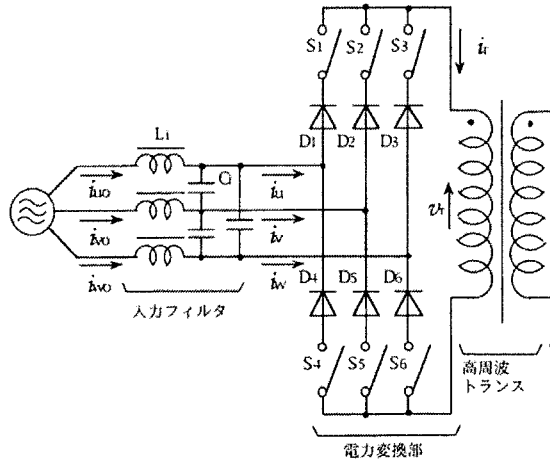 S1 S2 S3
ir
D1 D2 D3
Li
iuo Ci iu
ivo iv
vr
iwo iw
D4 D5 D6
入力フィルタ
S4 S5 S6
高周波
トランス
電力変換部